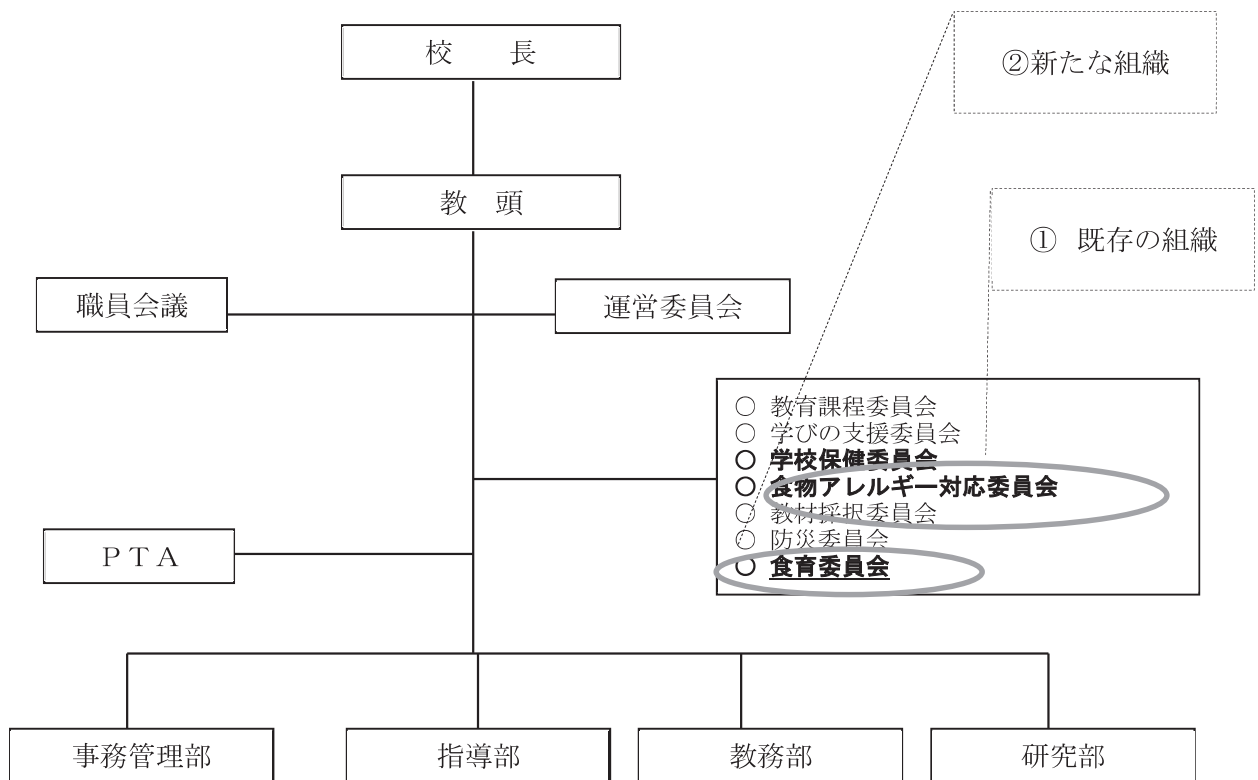 校　長
②新たな組織
教　頭
①　既存の組織
職員会議
運営委員会
○ 教育課程委員会
○ 学びの支援委員会
○ 学校保健委員会
○ 食物アレルギー対応委員会
○ 教材採択委員会
○ 防災委員会
○ 食育委員会
ＰＴＡ
事務管理部
指導部
教務部
研究部